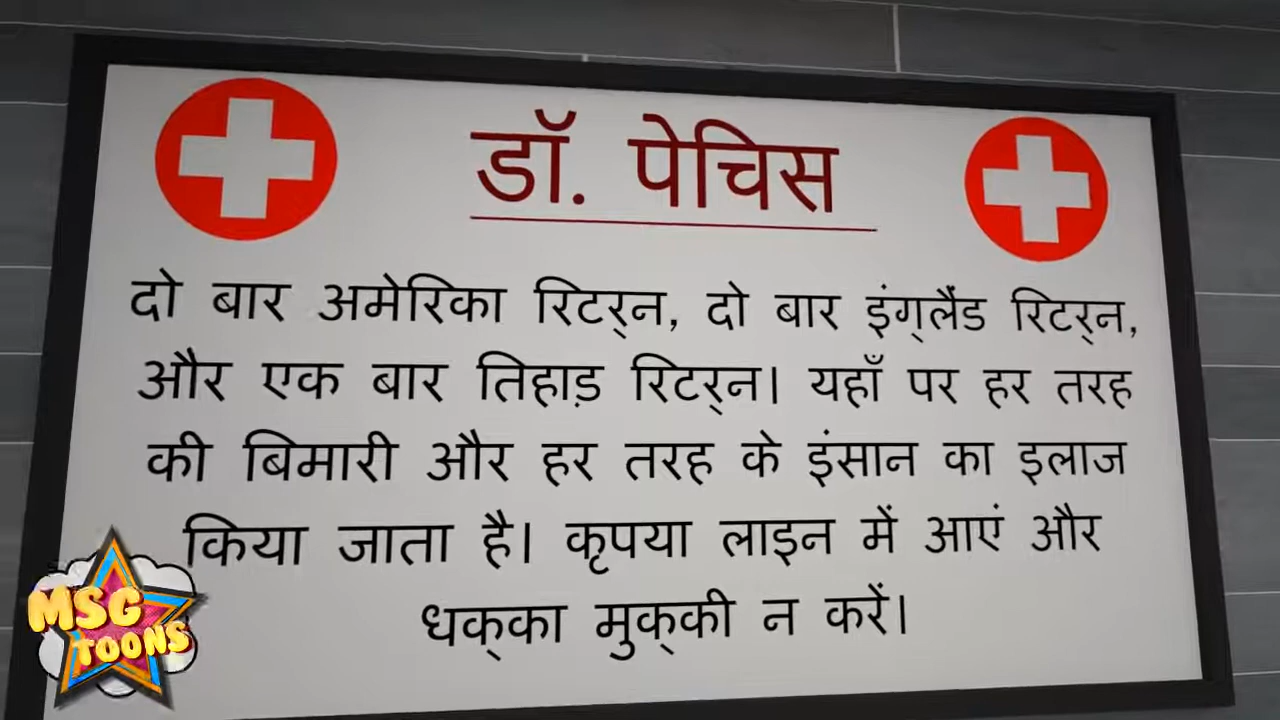 डॉ. पेचिस
दो बार अमेरिका रिटर्‌न, दो बार इंग्‌लैंड रिटर्‌न,
और एक बार तिहाड़ रिटर्‌न। यहाँ पर हर तरह
की बिमारी और हर तरह के इंसान का इलाज
किया जाता है। कृपया लाइन में आएं और
धक्‌का मुक्‌की न करें।
MSG
TOONS